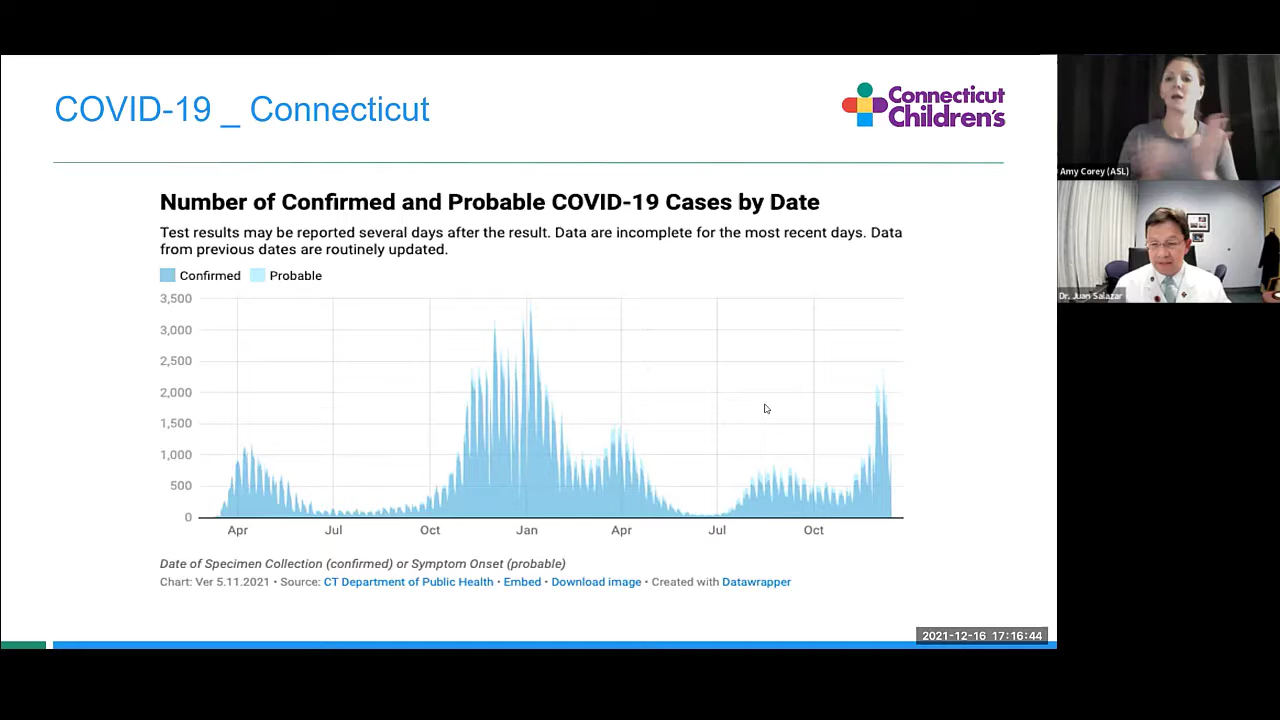 COVID-19 _ Connecticut
Connecticut
Children's
Number of Confirmed and Probable COVID-19 Cases by Date
Test results may be reported several days after the result. Data are incomplete for the most recent days. Data
from previous dates are routinely updated.
Confirmed Probable
3,500
3,000
2,500
2,000
1,500
1,000
500
0
Apr Jul Oct Jan Apr Jul Oct
Date of Specimen Collection (confirmed) or Symptom Onset (probable)
Chart: Ver 5.11.2021 • Source: CT Department of Public Health • Embed • Download image • Created with Datawrapper
2021-12-16 17:16:44
Amy Corey (ASL)
Dr. Juan Salazar